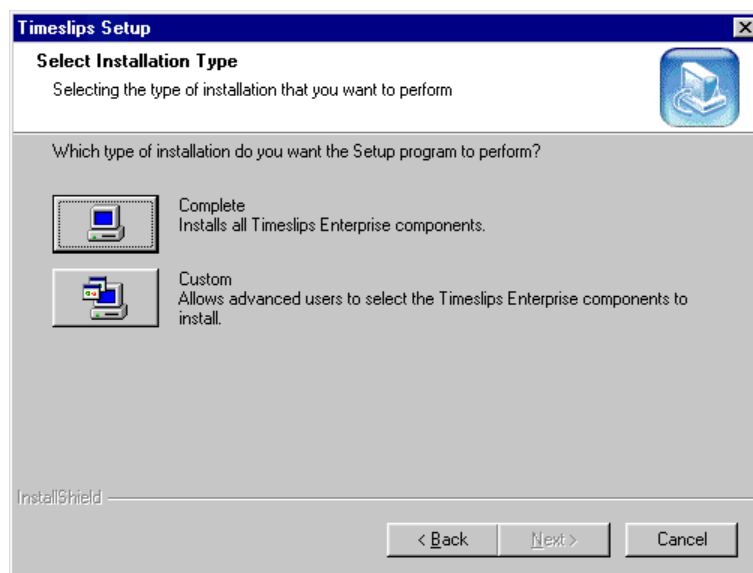 Timeslips Setup
Select Installation Type
Selecting the type of installation that you want to perform
Which type of installation do you want the Setup program to perform?
Complete
Installs all Timeslips Enterprise components.
Custom
Allows advanced users to select the Timeslips Enterprise components to
install.
InstallShield
< Back
Next >
Cancel